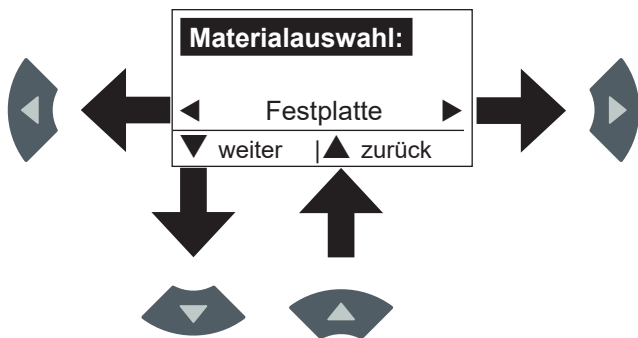 Materialauswahl:
◀ Festplatte ▶
▼ weiter |▲ zurück